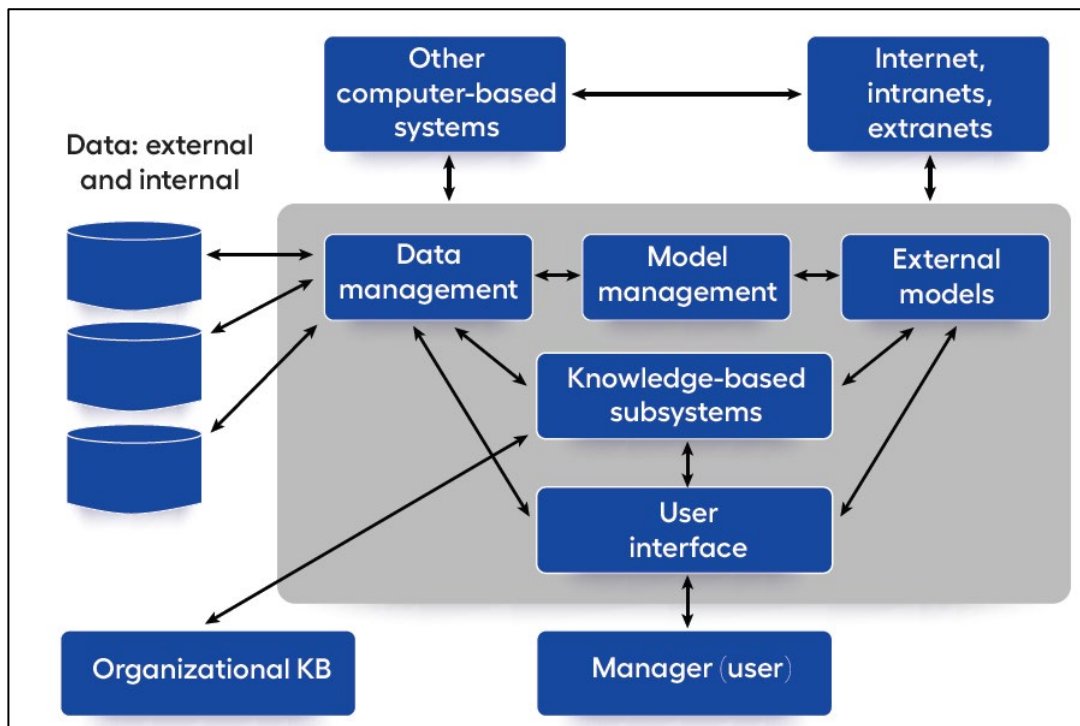 Other
computer-based
systems
Internet,
intranets,
extranets
Data: external
and internal
Data
management
Model
management
External
models
Knowledge-based
subsystems
User
interface
Organizational KB
Manager (user)